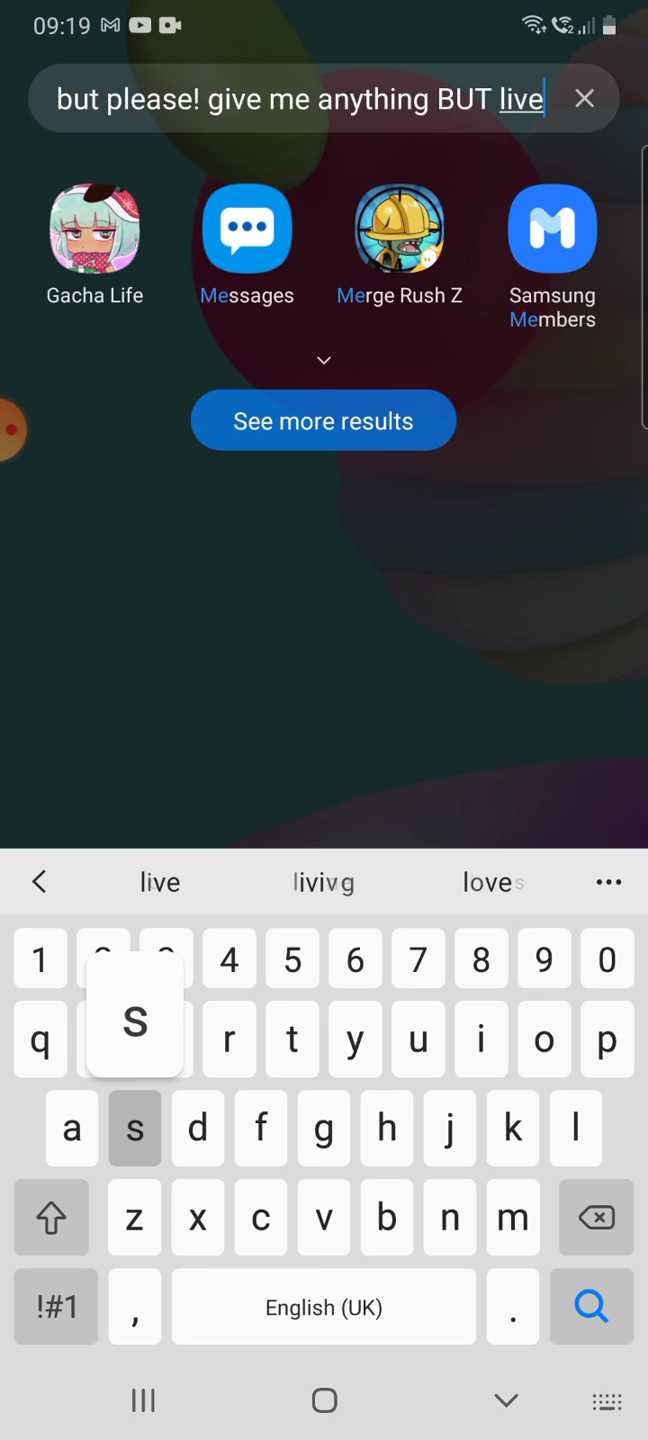 09:19
but please! give me anything BUT live
Gacha Life
Messages
Merge Rush Z
Samsung Members
See more results
live
love
1 4 5 6 7 8 9 0
s
q r t y u i o p
a s d f g h j k l
z x c v b n m
!#1 , English (UK) .